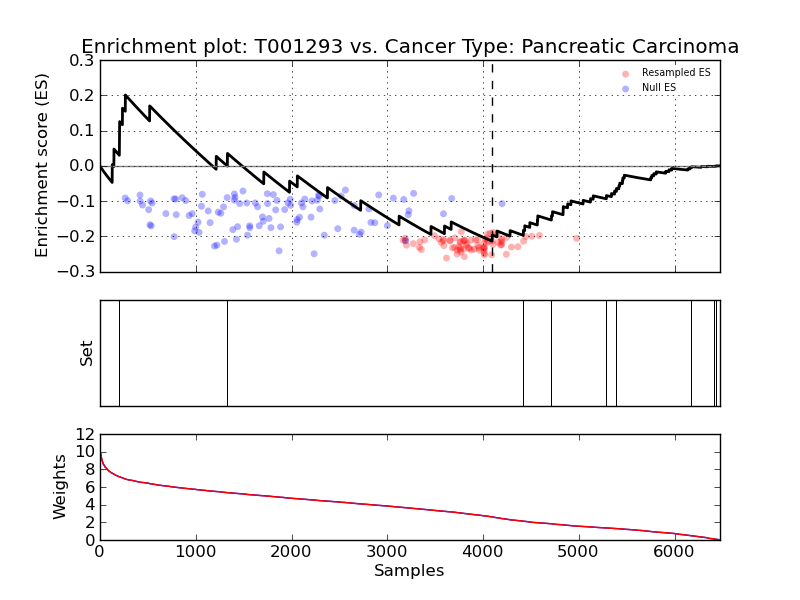 Enrichment plot: T001293 vs. Cancer Type: Pancreatic Carcinoma
Enrichment score (ES)
0.3
0.2
0.1
0.0
−0.1
−0.2
−0.3
Resampled ES
Null ES
Set
Weights
12
10
8
6
4
2
0
0 1000 2000 3000 4000 5000 6000
Samples